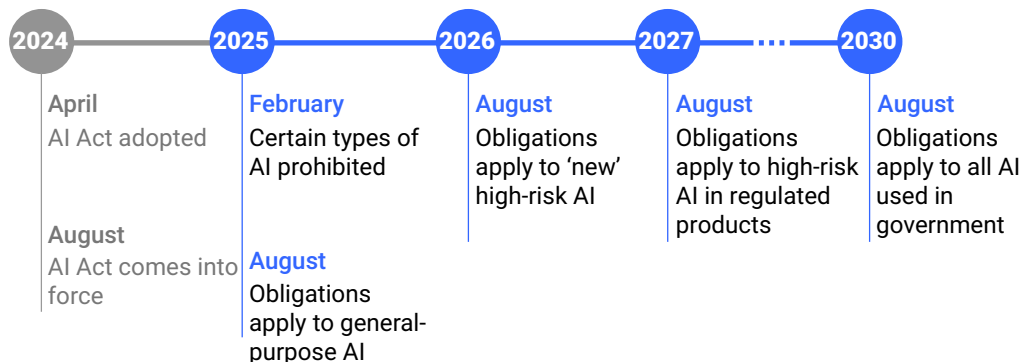 2024
2025
2026
2027
2030
April
AI Act adopted
August
AI Act comes into
force
February
Certain types of
AI prohibited
August
Obligations
apply to general-
purpose AI
August
Obligations
apply to ‘new’
high-risk AI
August
Obligations
apply to high-risk
AI in regulated
products
August
Obligations
apply to all AI
used in
government